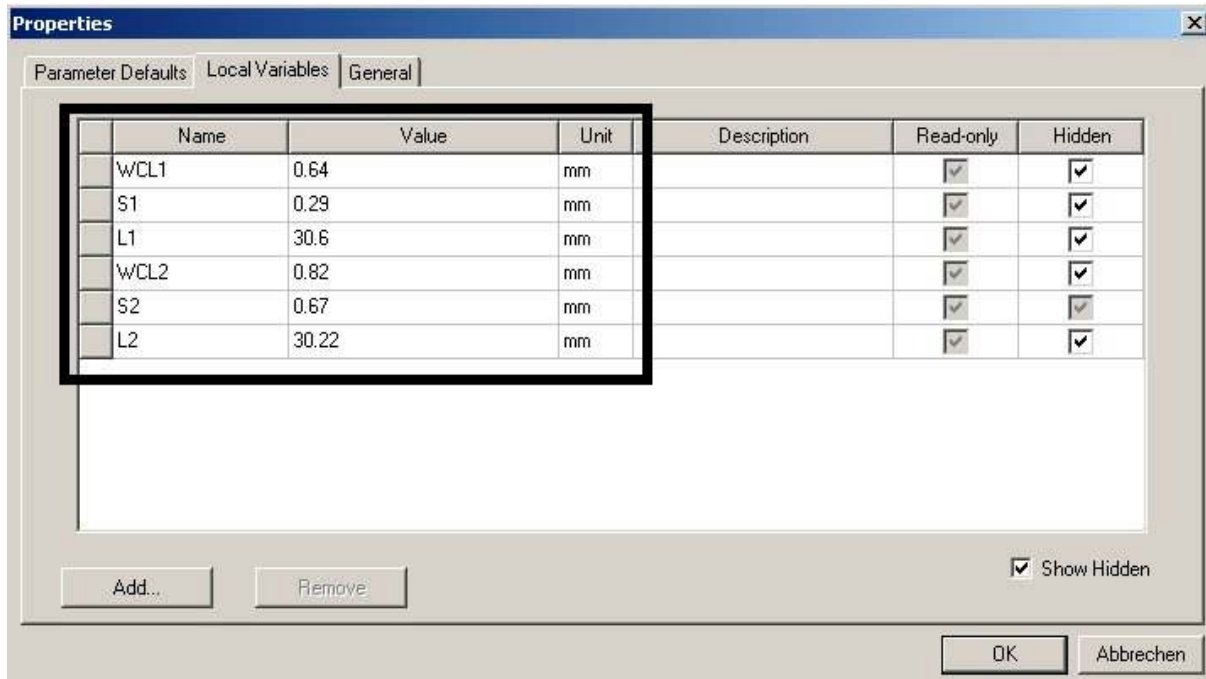 Properties
Parameter Defaults Local Variables General
Name Value Unit Description Read-only Hidden
WCL1 0.64 mm
S1 0.29 mm
L1 30.6 mm
WCL2 0.82 mm
S2 0.67 mm
L2 30.22 mm
Show Hidden
Add... Remove
OK Abbrechen